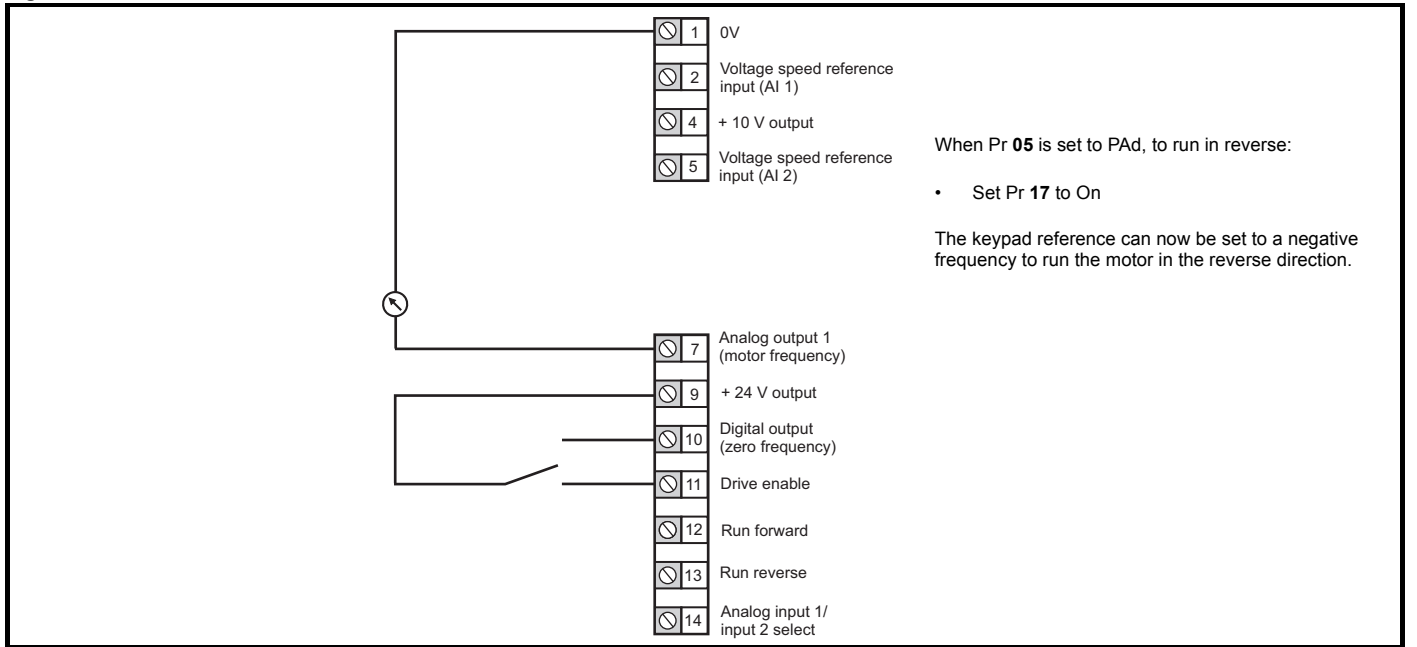 1 0V
2 Voltage speed reference
input (AI 1)
4 + 10 V output
5 Voltage speed reference
input (AI 2)
When Pr 05 is set to PAd, to run in reverse:
• Set Pr 17 to On
The keypad reference can now be set to a negative
frequency to run the motor in the reverse direction.
7 Analog output 1
(motor frequency)
9 + 24 V output
10 Digital output
(zero frequency)
11 Drive enable
12 Run forward
13 Run reverse
14 Analog input 1/
input 2 select